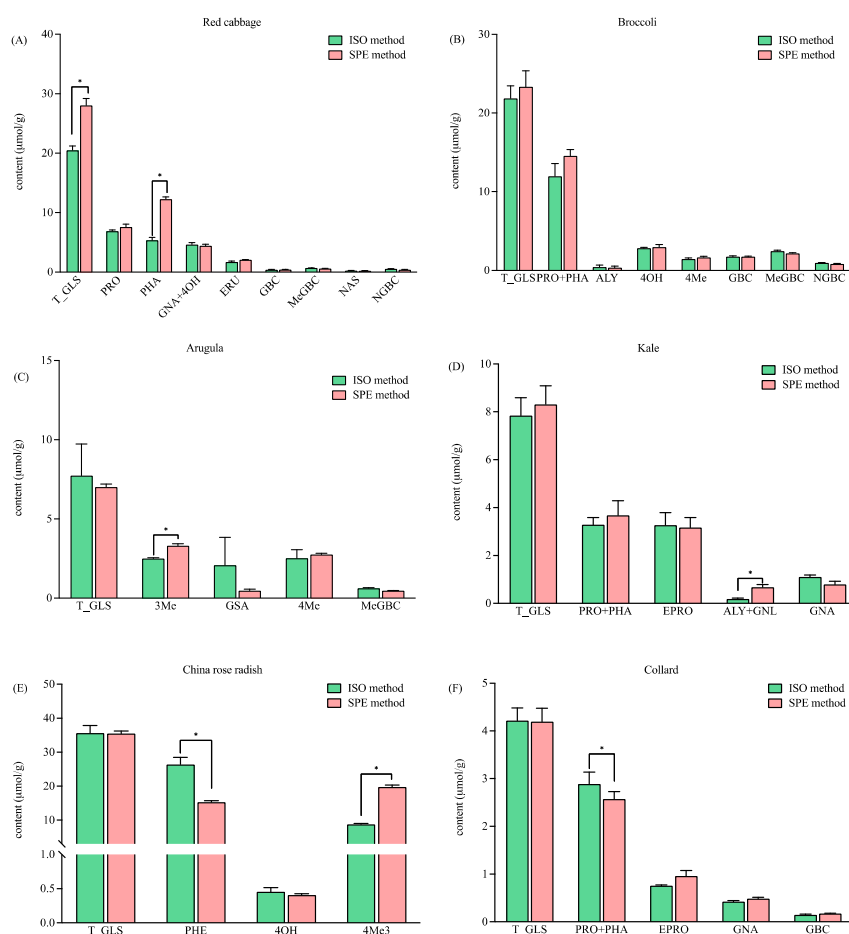 Red cabbage
(A)
ISO method
SPE method
content (μmol/g)
40
30
20
10
0
*
*
T_GLS
PRO
PHA
GNA+4OH
ERU
GBC
MeGBC
NAS
NGBC
Broccoli
(B)
ISO method
SPE method
content (μmol/g)
30
20
10
0
T_GLS PRO+PHA ALY 4OH 4Me GBC MeGBC NGBC
Arugula
(C)
ISO method
SPE method
content (μmol/g)
15
10
5
0
*
T_GLS 3Me GSA 4Me MeGBC
Kale
(D)
ISO method
SPE method
content (μmol/g)
10
8
6
4
2
0
*
T_GLS PRO+PHA EPRO ALY+GNL GNA
China rose radish
(E)
ISO method
SPE method
content (μmol/g)
50
40
30
20
10
1.0
0.5
0.0
*
*
T_GLS PHE 4OH 4Me3
Collard
(F)
ISO method
SPE method
content (μmol/g)
5
4
3
2
1
0
*
T_GLS PRO+PHA EPRO GNA GBC